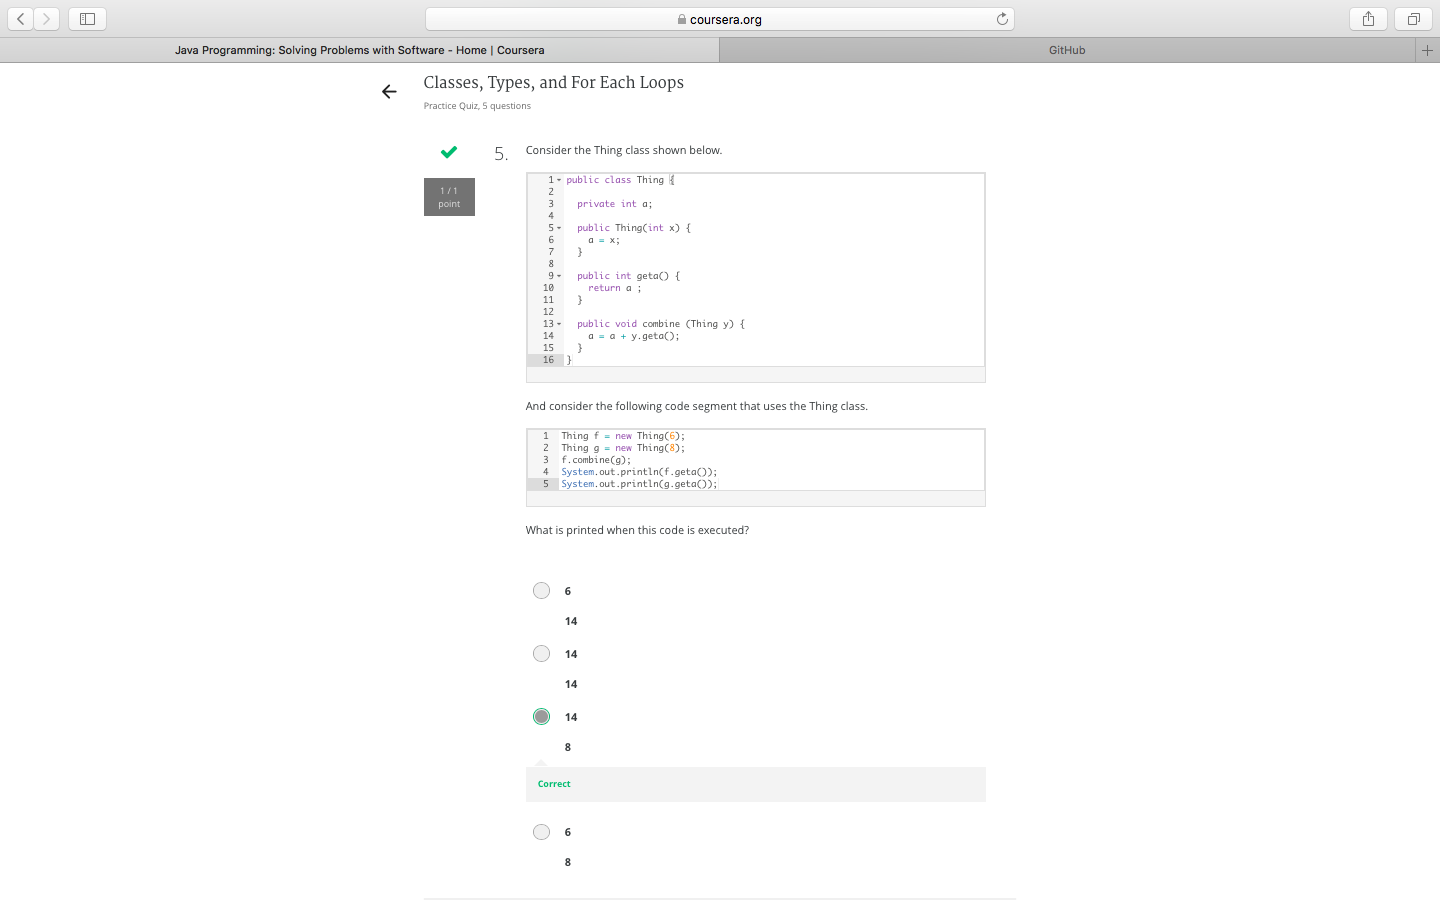 coursera.org
Java Programming: Solving Problems with Software - Home | Coursera
GitHub
Classes, Types, and For Each Loops
Practice Quiz, 5 questions
1 / 1
point
5.
Consider the Thing class shown below.
1 public class Thing {
2
3 private int a;
4
5 public Thing(int x) {
6 a = x;
7 }
8
9 public int geta() {
10 return a ;
11 }
12
13 public void combine (Thing y) {
14 a = a + y.geta();
15 }
16 }
And consider the following code segment that uses the Thing class.
1 Thing f = new Thing(6);
2 Thing g = new Thing(8);
3 f.combine(g);
4 System.out.println(f.geta());
5 System.out.println(g.geta());
What is printed when this code is executed?
6
14
14
14
14
8
Correct
6
8